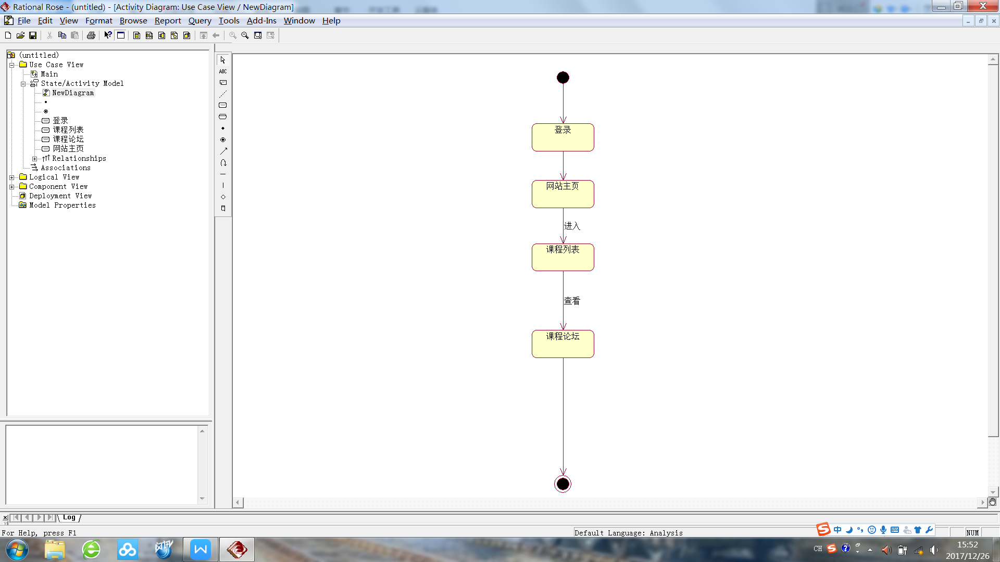 Rational Rose - (untitled) - [Activity Diagram: Use Case View / NewDiagram]
File Edit View Format Browse Report Query Tools Add-Ins Window Help
(untitled)
Use Case View
Main
State/Activity Model
NewDiagram
登录
课程列表
课程论坛
网站主页
Relationships
Associations
Logical View
Component View
Deployment View
Model Properties
ABC
登录
网站主页
进入
课程列表
查看
课程论坛
Log
For Help, press F1
Default Language: Analysis
NUM
中
CH
15:52
2017/12/26